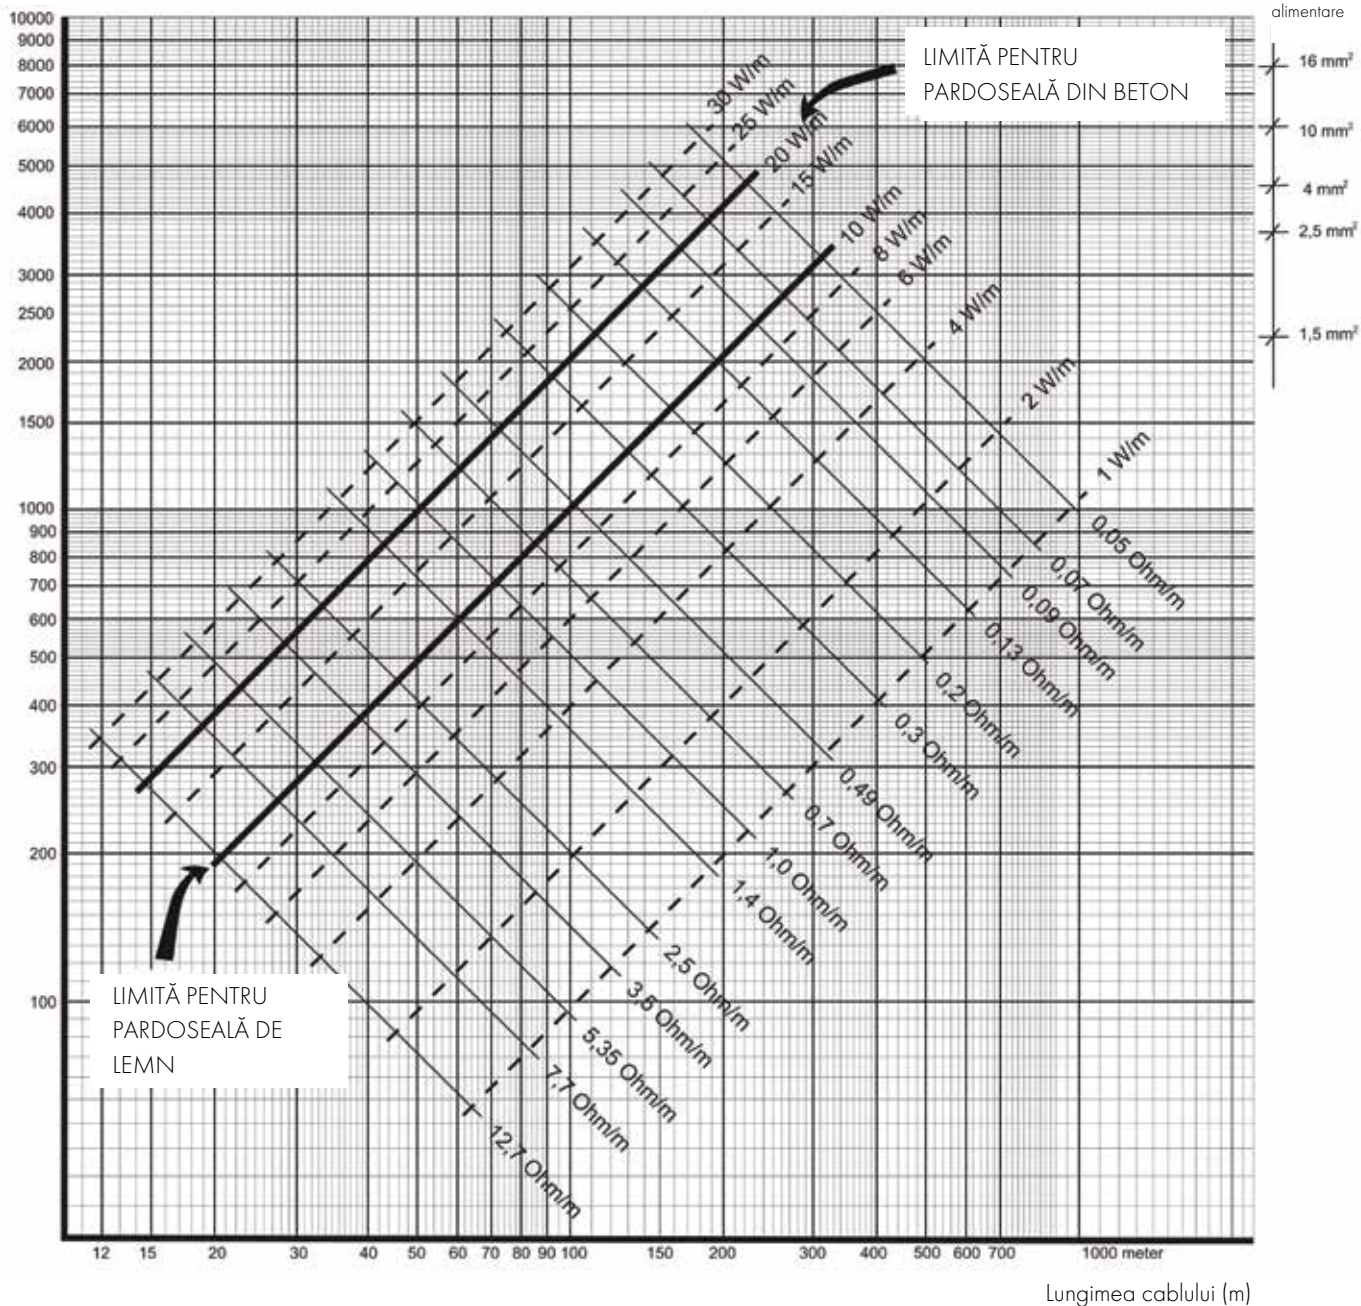 alimentare
10000
9000
8000
7000
6000
5000
4000
3000
2500
2000
1500
1000
900
800
700
600
500
400
300
200
100
LIMITĂ PENTRU
PARDOSEALĂ DIN BETON
16 mm²
10 mm²
4 mm²
2,5 mm²
1,5 mm²
30 W/m
25 W/m
20 W/m
15 W/m
10 W/m
8 W/m
6 W/m
4 W/m
2 W/m
1 W/m
0,05 Ohm/m
0,07 Ohm/m
0,09 Ohm/m
0,13 Ohm/m
0,2 Ohm/m
0,3 Ohm/m
0,49 Ohm/m
0,7 Ohm/m
1,0 Ohm/m
1,4 Ohm/m
2,5 Ohm/m
3,5 Ohm/m
5,35 Ohm/m
7,7 Ohm/m
12,7 Ohm/m
LIMITĂ PENTRU
PARDOSEALĂ DE
LEMN
12 15 20 30 40 50 60 70 80 90 100 150 200 300 400 500 600 700 1000 meter
Lungimea cablului (m)